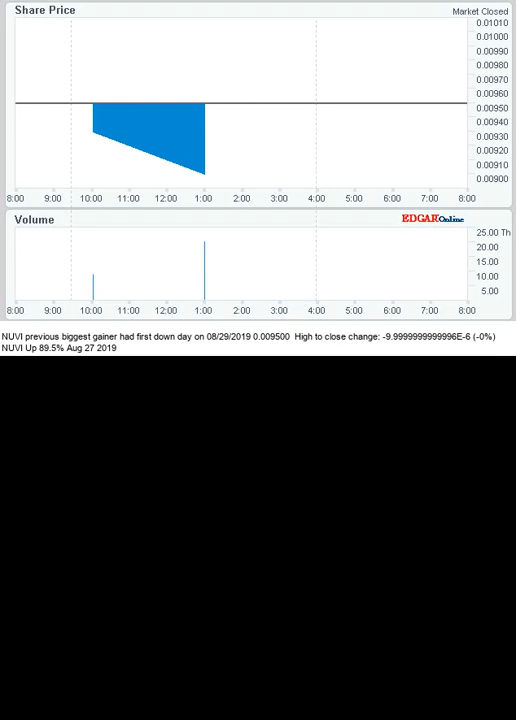 Share Price
Market Closed
0.01010
0.01000
0.00990
0.00980
0.00970
0.00960
0.00950
0.00940
0.00930
0.00920
0.00910
0.00900
8:00 9:00 10:00 11:00 12:00 1:00 2:00 3:00 4:00 5:00 6:00 7:00 8:00
Volume
EDGAR Online
25.00 Th
20.00
15.00
10.00
5.00
8:00 9:00 10:00 11:00 12:00 1:00 2:00 3:00 4:00 5:00 6:00 7:00 8:00
NUVI previous biggest gainer had first down day on 08/29/2019 0.009500 High to close change: -9.9999999999996E-6 (-0%)
NUVI Up 89.5% Aug 27 2019